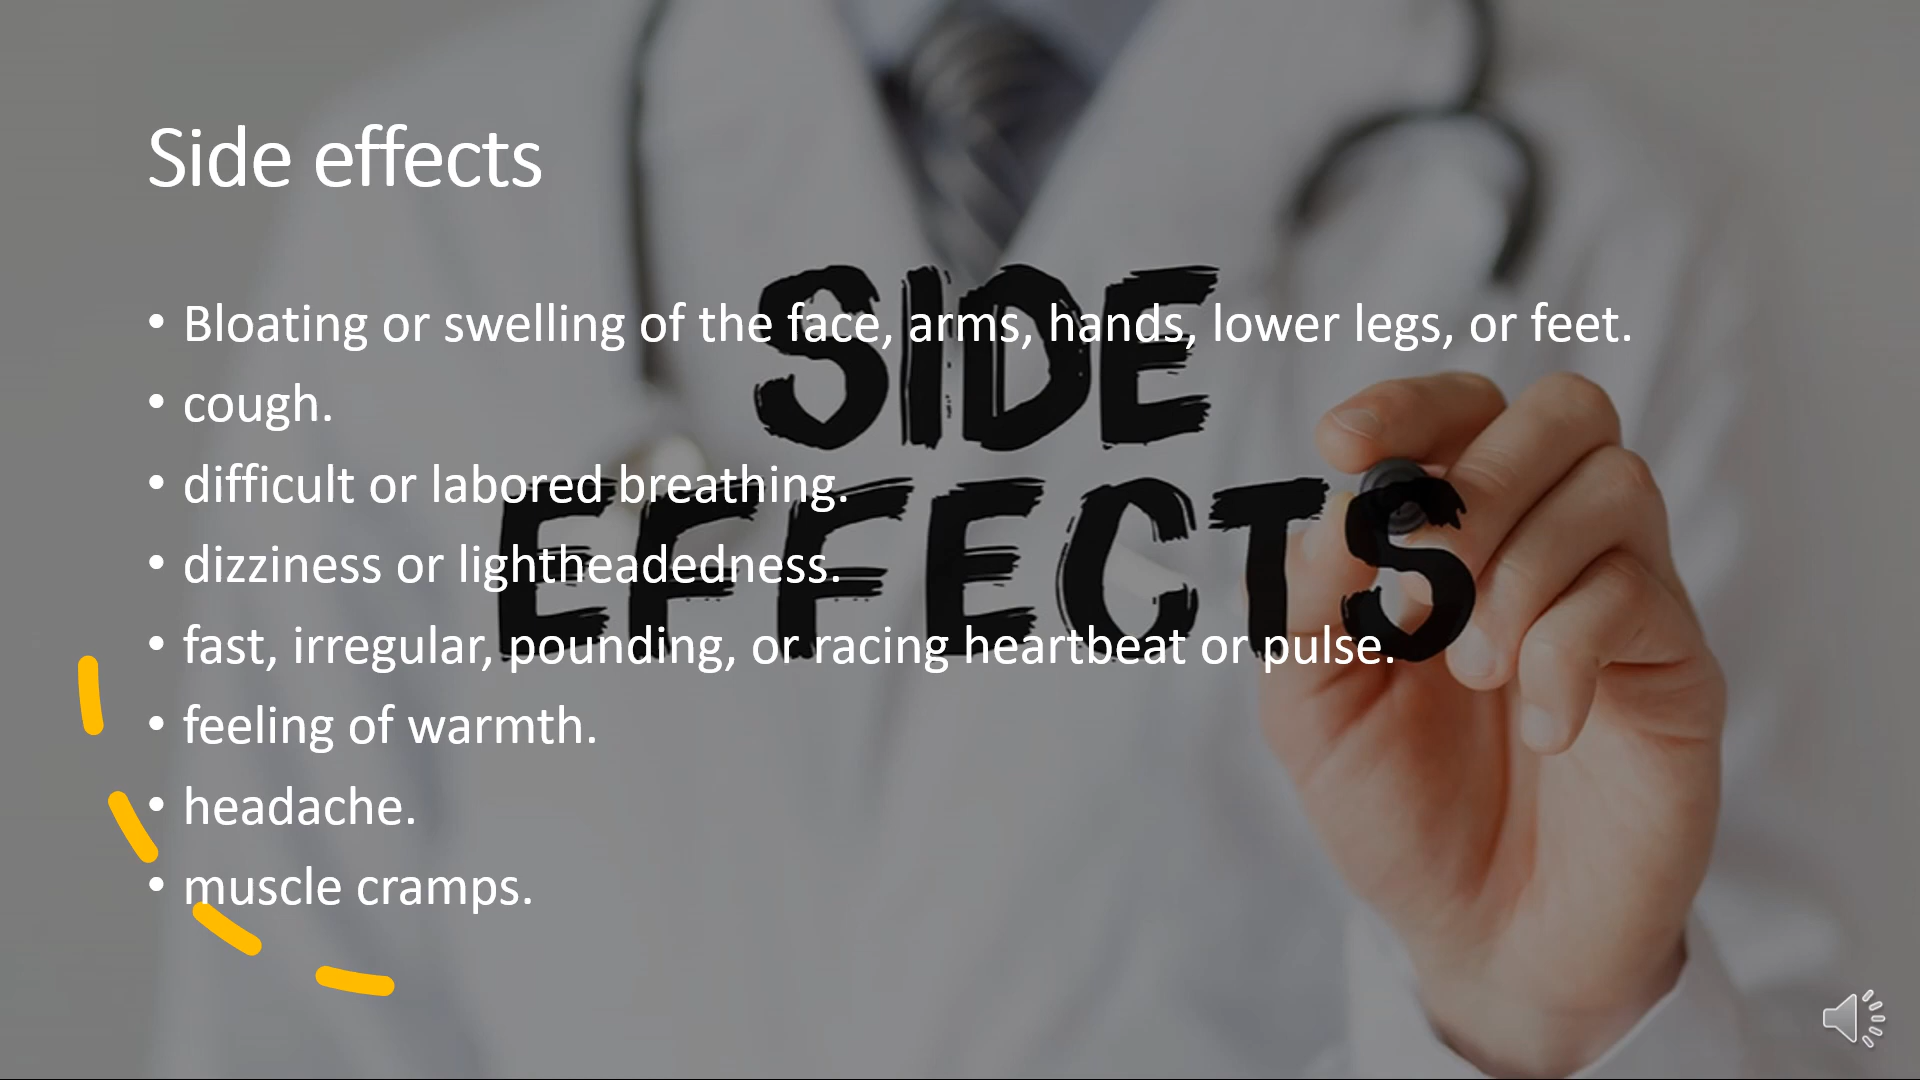 Side effects
SIDE
EFFECTS
• Bloating or swelling of the face, arms, hands, lower legs, or feet.
• cough.
• difficult or labored breathing.
• dizziness or lightheadedness.
• fast, irregular, pounding, or racing heartbeat or pulse.
• feeling of warmth.
• headache.
• muscle cramps.